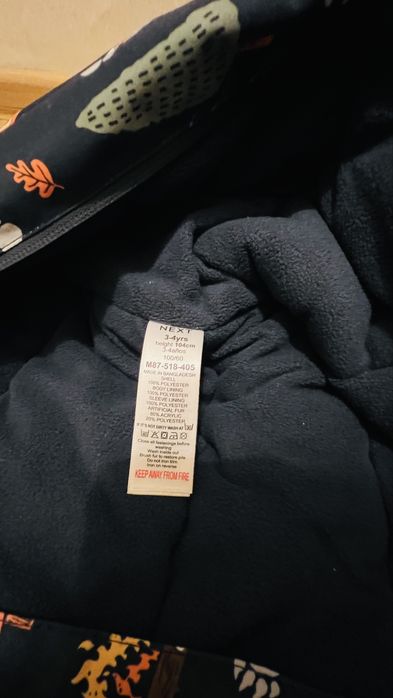 NEXT
3-4yrs
height 104cm
3-4años
100/60
M87-518-405
MADE IN BANGLADESH
SHELL
100% POLYESTER
BODY LINING
100% POLYESTER
SLEEVE LINING
100% POLYESTER
ARTIFICIAL FUR
80% ACRYLIC
20% POLYESTER
IF IT'S NOT DIRTY WASH AT
Close all fastenings before
washing
Wash inside out
Brush fur to restore pile
Do not iron trim
Iron on reverse
KEEP AWAY FROM FIRE